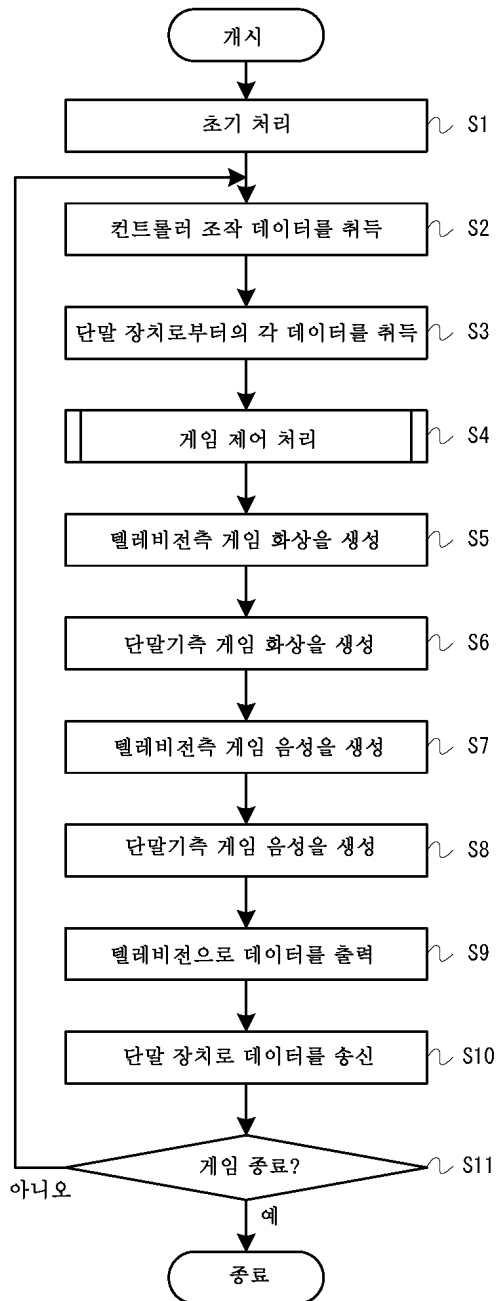 개시
초기 처리 S1
컨트롤러 조작 데이터를 취득 S2
단말 장치로부터의 각 데이터를 취득 S3
게임 제어 처리 S4
텔레비전측 게임 화상을 생성 S5
단말기측 게임 화상을 생성 S6
텔레비전측 게임 음성을 생성 S7
단말기측 게임 음성을 생성 S8
텔레비전으로 데이터를 출력 S9
단말 장치로 데이터를 송신 S10
게임 종료? S11
아니오
예
종료